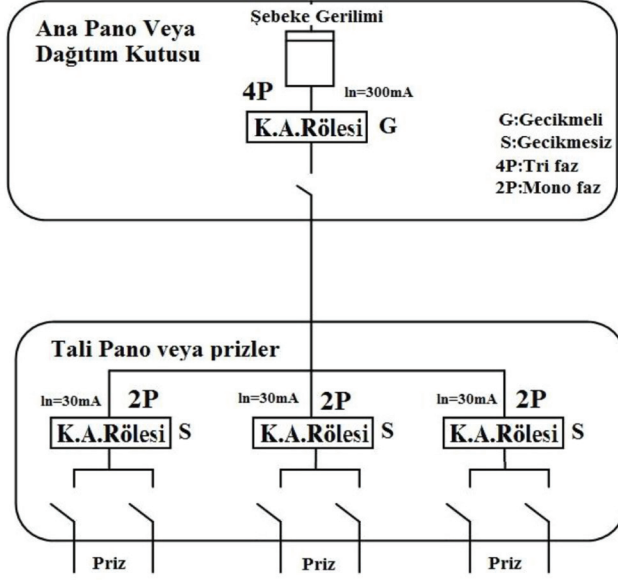 Şebeke Gerilimi
Ana Pano Veya
Dağıtım Kutusu
4P
ln=300mA
K.A.Rölesi G
G:Gecikmeli
S:Gecikmesiz
4P:Tri faz
2P:Mono faz
Tali Pano veya prizler
ln=30mA 2P
ln=30mA 2P
ln=30mA 2P
K.A.Rölesi S
K.A.Rölesi S
K.A.Rölesi S
Priz
Priz
Priz